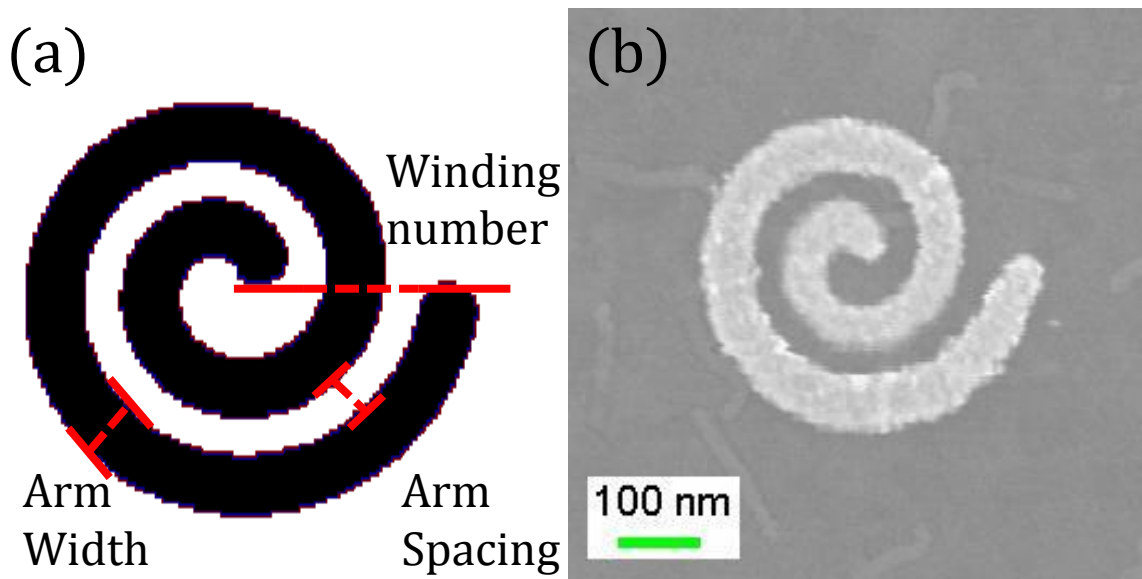 (a)
Winding
number
Arm
Width
Arm
Spacing
(b)
100 nm